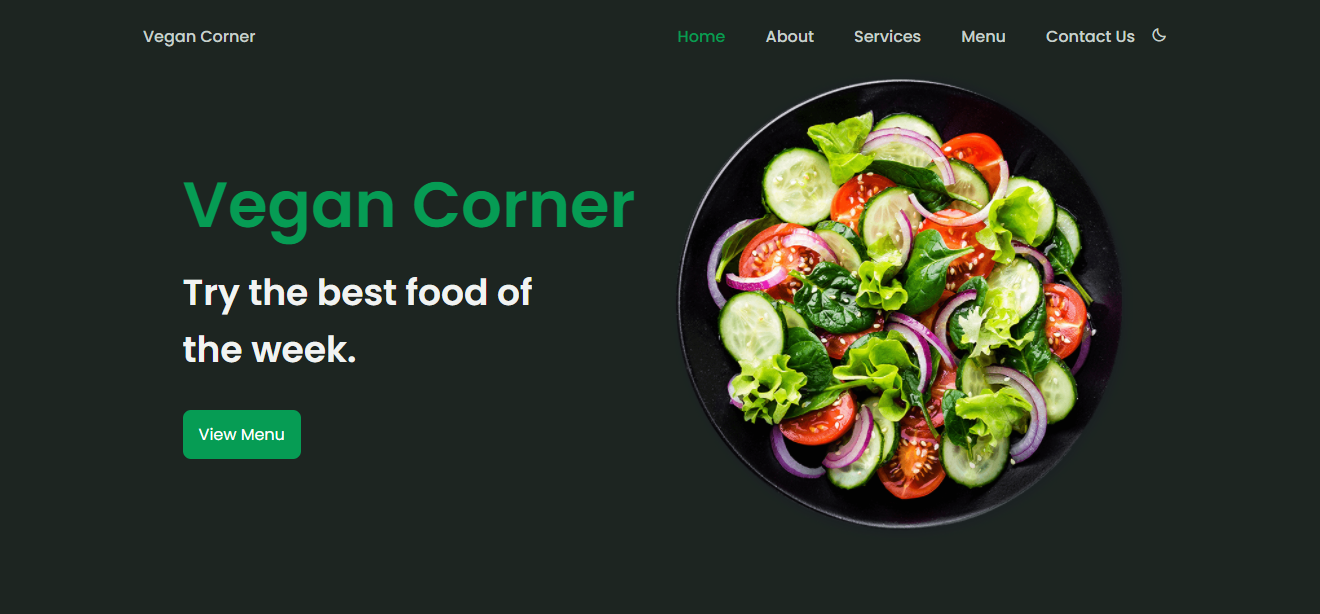 Vegan Corner
Home About Services Menu Contact Us
Vegan Corner
Try the best food of
the week.
View Menu